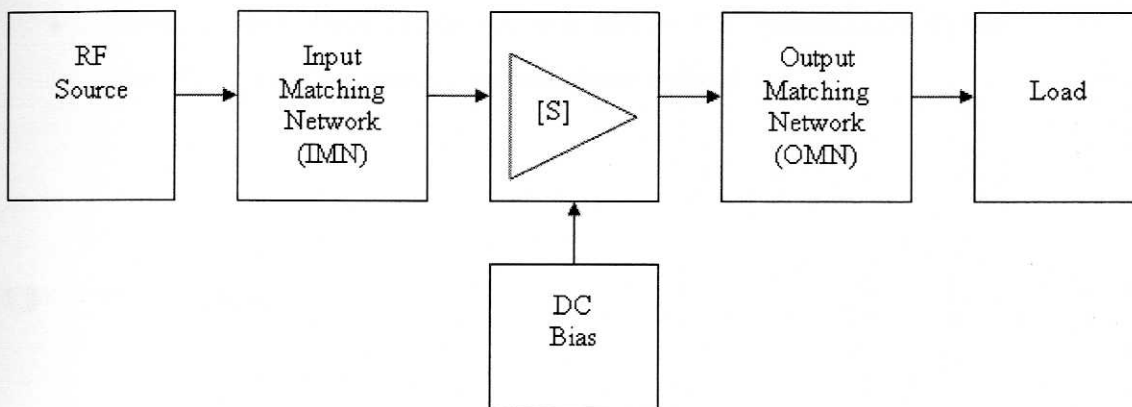 RF
Source
Input
Matching
Network
(IMN)
[S]
Output
Matching
Network
(OMN)
Load
DC
Bias